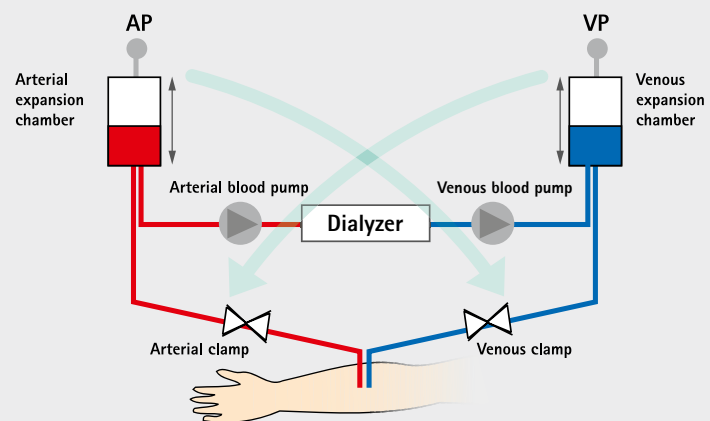 AP
VP
Arterial
expansion
chamber
Venous
expansion
chamber
Arterial blood pump
Venous blood pump
Dialyzer
Arterial clamp
Venous clamp